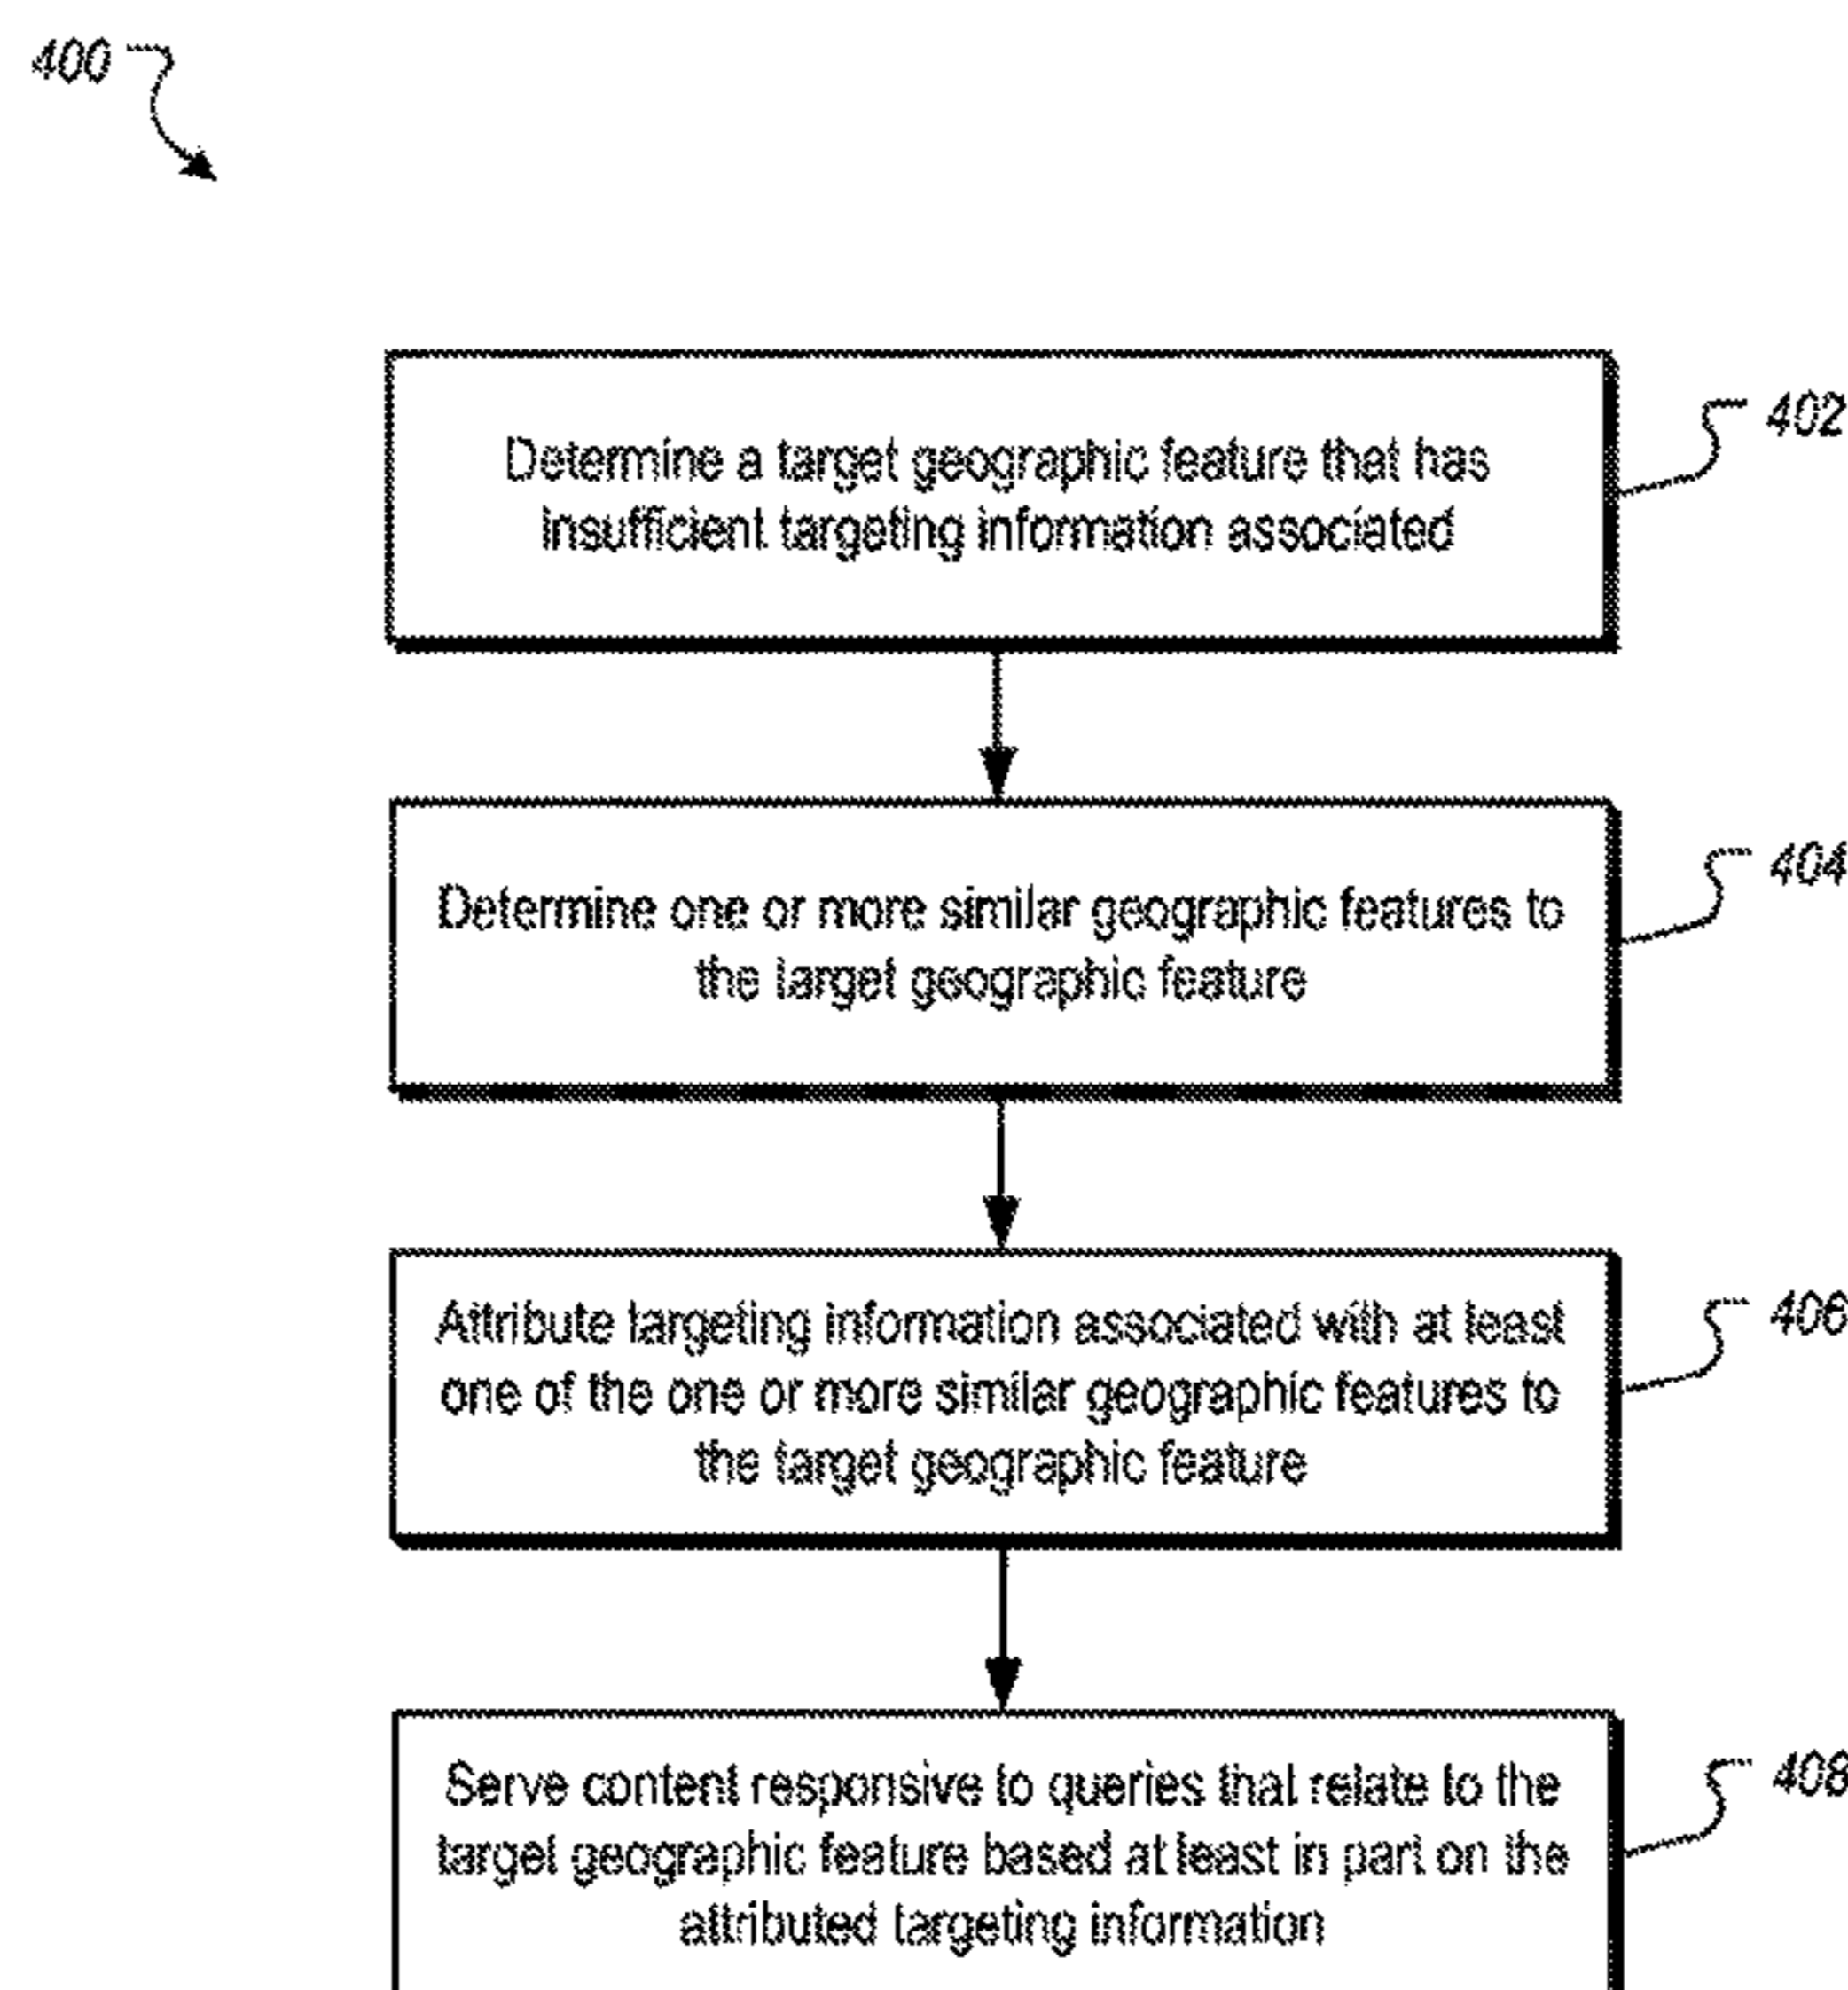 400
Determine a target geographic feature that has
insufficient targeting information associated
402
Determine one or more similar geographic features to
the target geographic feature
404
Attribute targeting information associated with at least
one of the one or more similar geographic features to
the target geographic feature
406
Serve content responsive to queries that relate to the
target geographic feature based at least in part on the
attributed targeting information
408